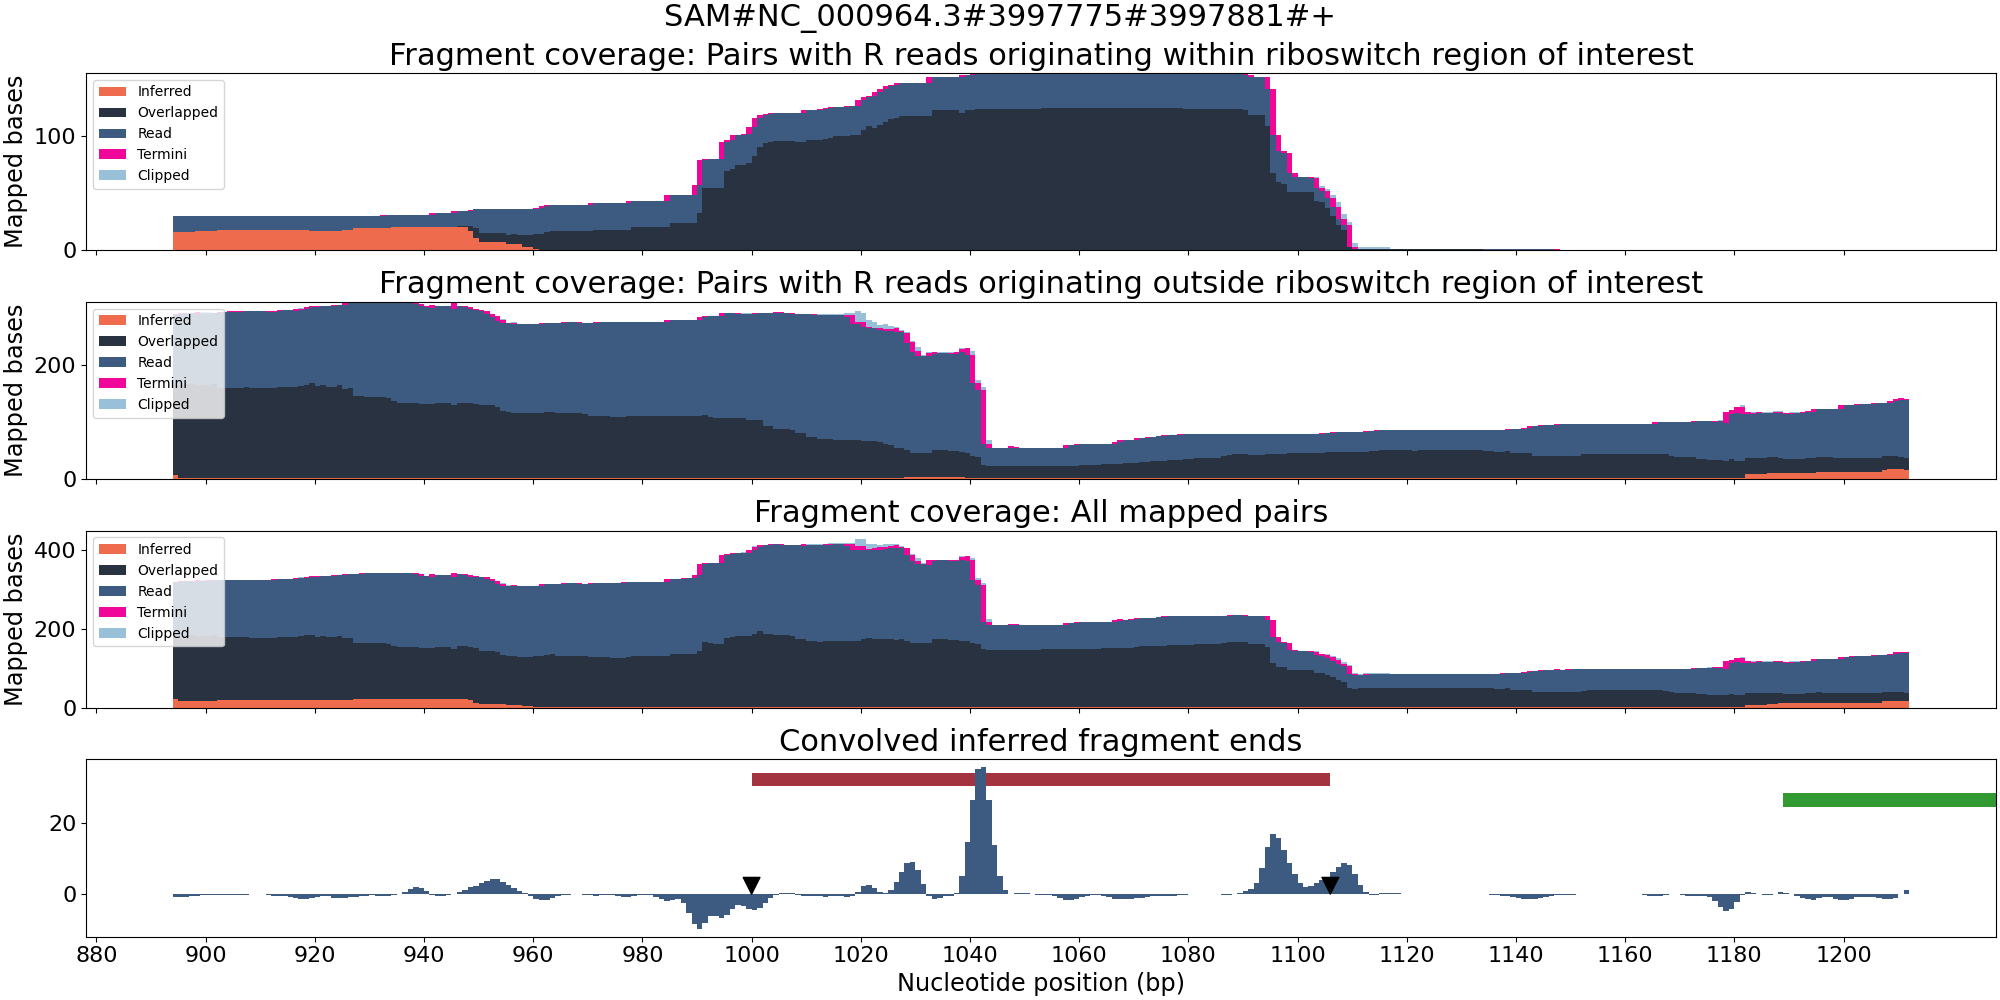 SAM#NC_000964.3#3997775#3997881#+
Fragment coverage: Pairs with R reads originating within riboswitch region of interest
Mapped bases
100
0
Inferred
Overlapped
Read
Termini
Clipped
Fragment coverage: Pairs with R reads originating outside riboswitch region of interest
Mapped bases
200
0
Inferred
Overlapped
Read
Termini
Clipped
Fragment coverage: All mapped pairs
Mapped bases
400
200
0
Inferred
Overlapped
Read
Termini
Clipped
Convolved inferred fragment ends
20
0
880 900 920 940 960 980 1000 1020 1040 1060 1080 1100 1120 1140 1160 1180 1200
Nucleotide position (bp)